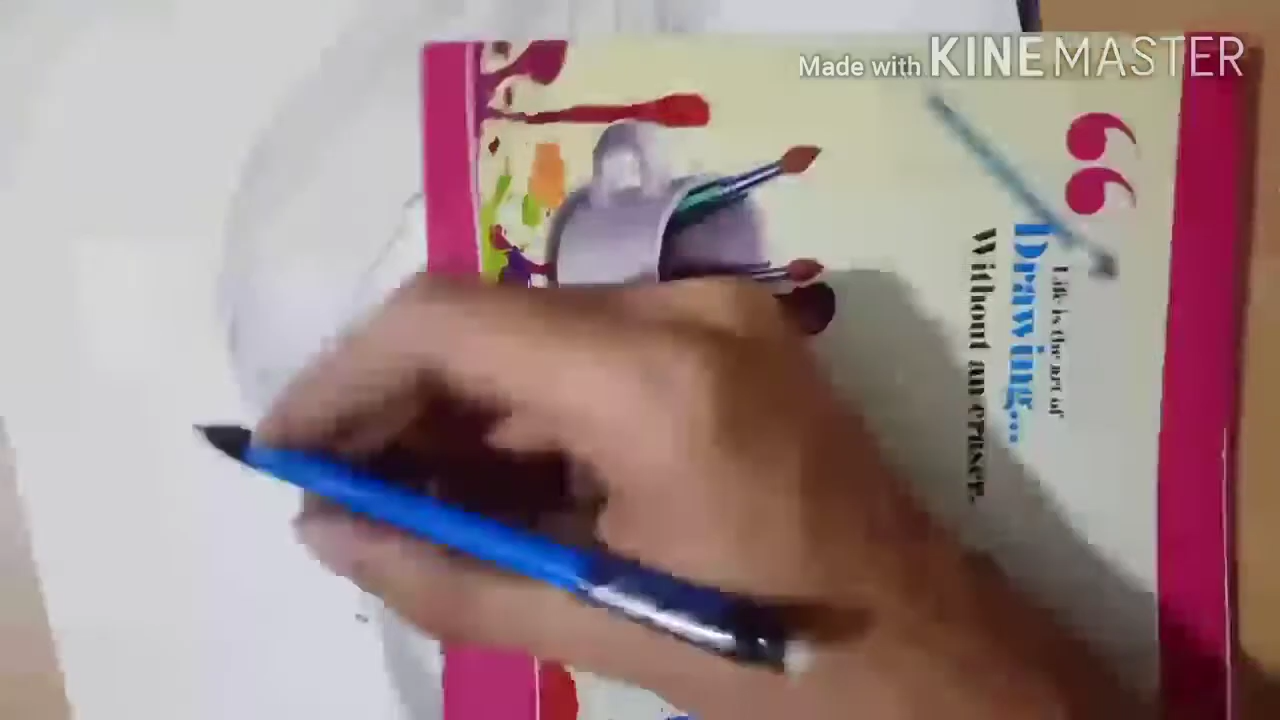 Made with KINEMASTER
“
Life is the art of
Drawing...
Without an eraser.